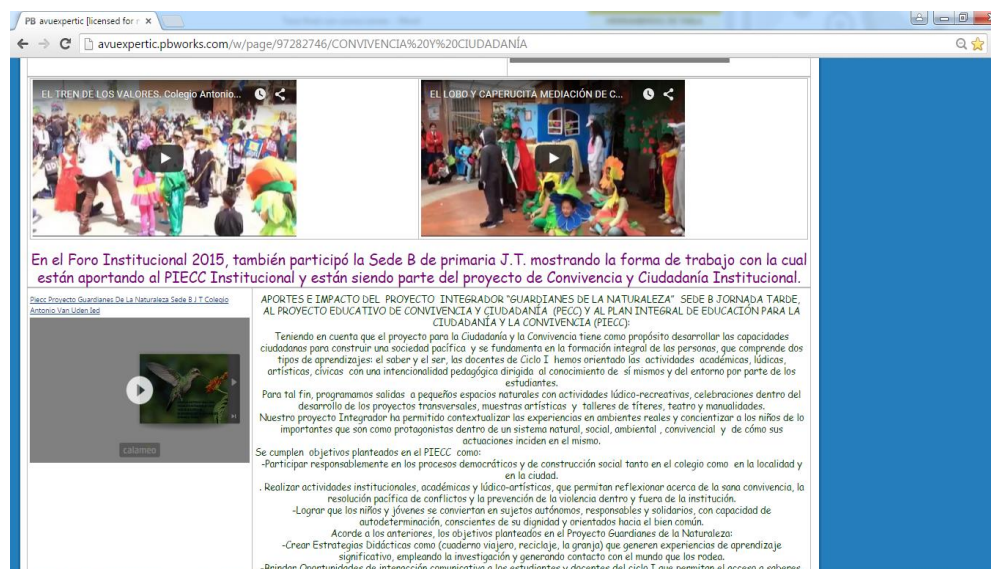 PB avuexpertic [licensed for r
avuexpertic.pbworks.com/w/page/97282746/CONVIVENCIA%20Y%20CIUDADANÍA
EL TREN DE LOS VALORES. Colegio Antonio...
EL LOBO Y CAPERUCITA MEDIACIÓN DE C...
En el Foro Institucional 2015, también participó la Sede B de primaria J.T. mostrando la forma de trabajo con la cual
están aportando al PIECC Institucional y están siendo parte del proyecto de Convivencia y Ciudadanía Institucional.
Piecc Proyecto Guardianes De La Naturaleza Sede B J T Colegio
Antonio Van Uden Ied
calameo
APORTES E IMPACTO DEL PROYECTO INTEGRADOR "GUARDIANES DE LA NATURALEZA" SEDE B JORNADA TARDE,
AL PROYECTO EDUCATIVO DE CONVIVENCIA Y CIUDADANÍA (PECC) Y AL PLAN INTEGRAL DE EDUCACIÓN PARA LA
CIUDADANÍA Y LA CONVIVENCIA (PIECC):
Teniendo en cuenta que el proyecto para la Ciudadanía y la Convivencia tiene como propósito desarrollar las capacidades
ciudadanas para construir una sociedad pacífica y se fundamenta en la formación integral de las personas, que comprende dos
tipos de aprendizajes: el saber y el ser, las docentes de Ciclo I hemos orientado las actividades académicas, lúdicas,
artísticas, cívicas con una intencionalidad pedagógica dirigida al conocimiento de sí mismos y del entorno por parte de los
estudiantes.
Para tal fin, programamos salidas a pequeños espacios naturales con actividades lúdico-recreativas, celebraciones dentro del
desarrollo de los proyectos transversales, muestras artísticas y talleres de títeres, teatro y manualidades.
Nuestro proyecto Integrador ha permitido contextualizar las experiencias en ambientes reales y concientizar a los niños de lo
importantes que son como protagonistas dentro de un sistema natural, social, ambiental , convivencial y de cómo sus
actuaciones inciden en el mismo.
Se cumplen objetivos planteados en el PIECC como:
-Participar responsablemente en los procesos democráticos y de construcción social tanto en el colegio como en la localidad y
en la ciudad.
. Realizar actividades institucionales, académicas y lúdico-artísticas, que permitan reflexionar acerca de la sana convivencia, la
resolución pacífica de conflictos y la prevención de la violencia dentro y fuera de la institución.
-Lograr que los niños y jóvenes se conviertan en sujetos autónomos, responsables y solidarios, con capacidad de
autodeterminación, conscientes de su dignidad y orientados hacia el bien común.
Acorde a los anteriores, los objetivos planteados en el Proyecto Guardianes de la Naturaleza:
-Crear Estrategias Didácticas como (cuaderno viajero, reciclaje, la granja) que generen experiencias de aprendizaje
significativo, empleando la investigación y generando contacto con el mundo que los rodea.
-Brindar Oportunidades de interacción comunicativa a los estudiantes y docentes del ciclo I que permitan el acceso a saberes